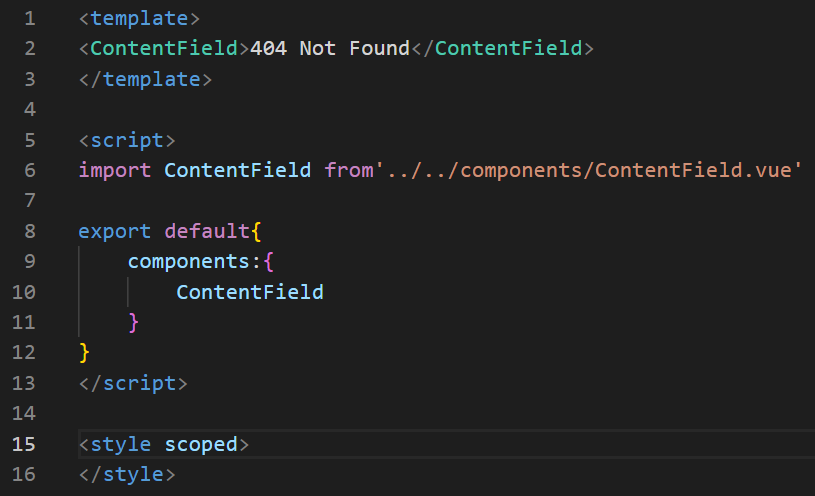 1 <template>
2 <ContentField>404 Not Found</ContentField>
3 </template>
4
5 <script>
6 import ContentField from'../../components/ContentField.vue'
7
8 export default{
9     components:{
10         ContentField
11     }
12 }
13 </script>
14
15 <style scoped>
16 </style>